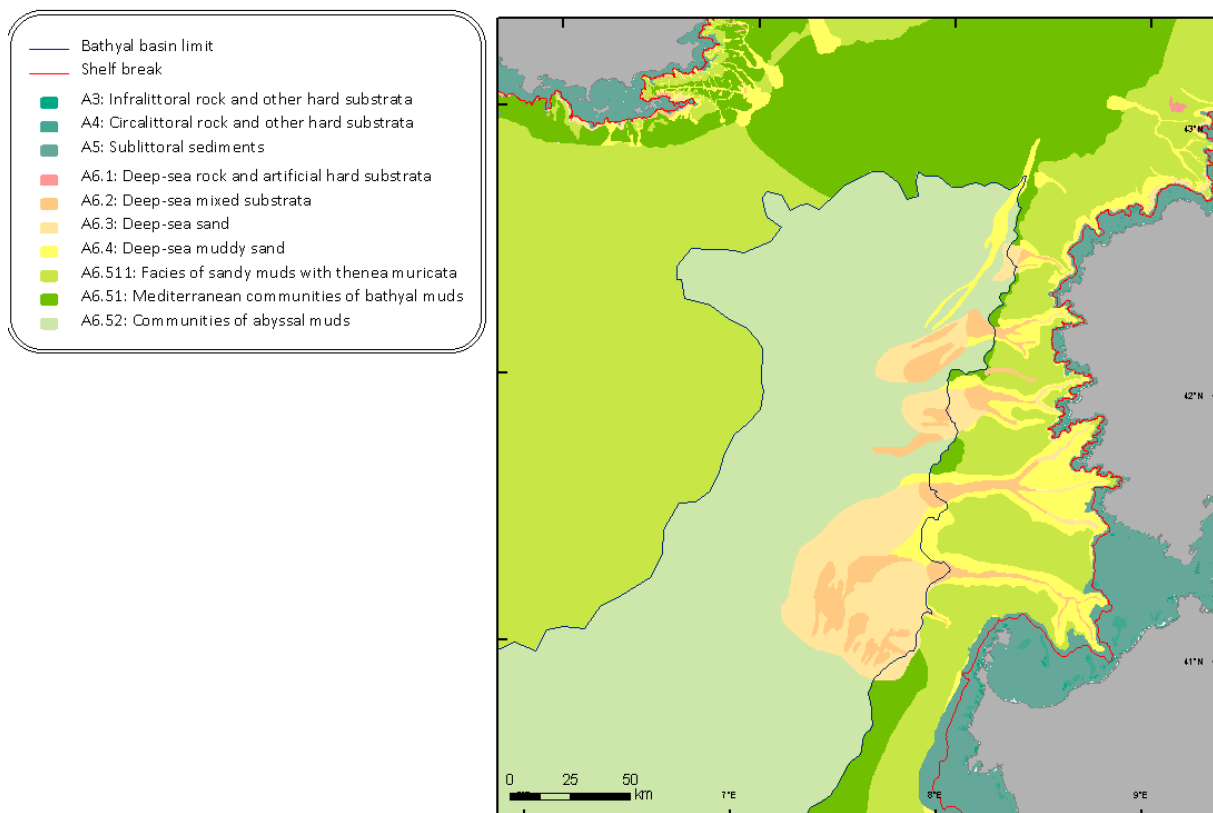 Bathyal basin limit
Shelf break
A3: Infralittoral rock and other hard substrata
A4: Circalittoral rock and other hard substrata
A5: Sublittoral sediments
A6.1: Deep-sea rock and artificial hard substrata
A6.2: Deep-sea mixed substrata
A6.3: Deep-sea sand
A6.4: Deep-sea muddy sand
A6.511: Facies of sandy muds with thenea muricata
A6.51: Mediterranean communities of bathyal muds
A6.52: Communities of abyssal muds
43°N
42°N
41°N
0 25 50
km
7°E 8°E 9°E